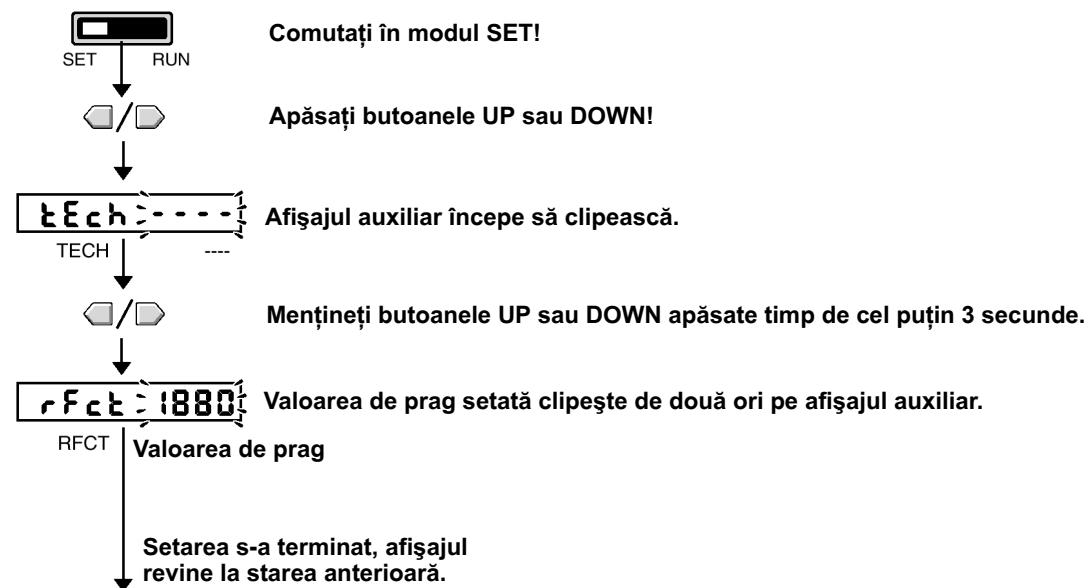 Comutați în modul SET!
SET RUN
Apăsați butoanele UP sau DOWN!
tEch ----
Afişajul auxiliar începe să clipească.
TECH ----
Mențineți butoanele UP sau DOWN apăsate timp de cel puțin 3 secunde.
rFct 1880
Valoarea de prag setată clipeşte de două ori pe afişajul auxiliar.
RFCT Valoarea de prag
Setarea s-a terminat, afişajul
revine la starea anterioară.